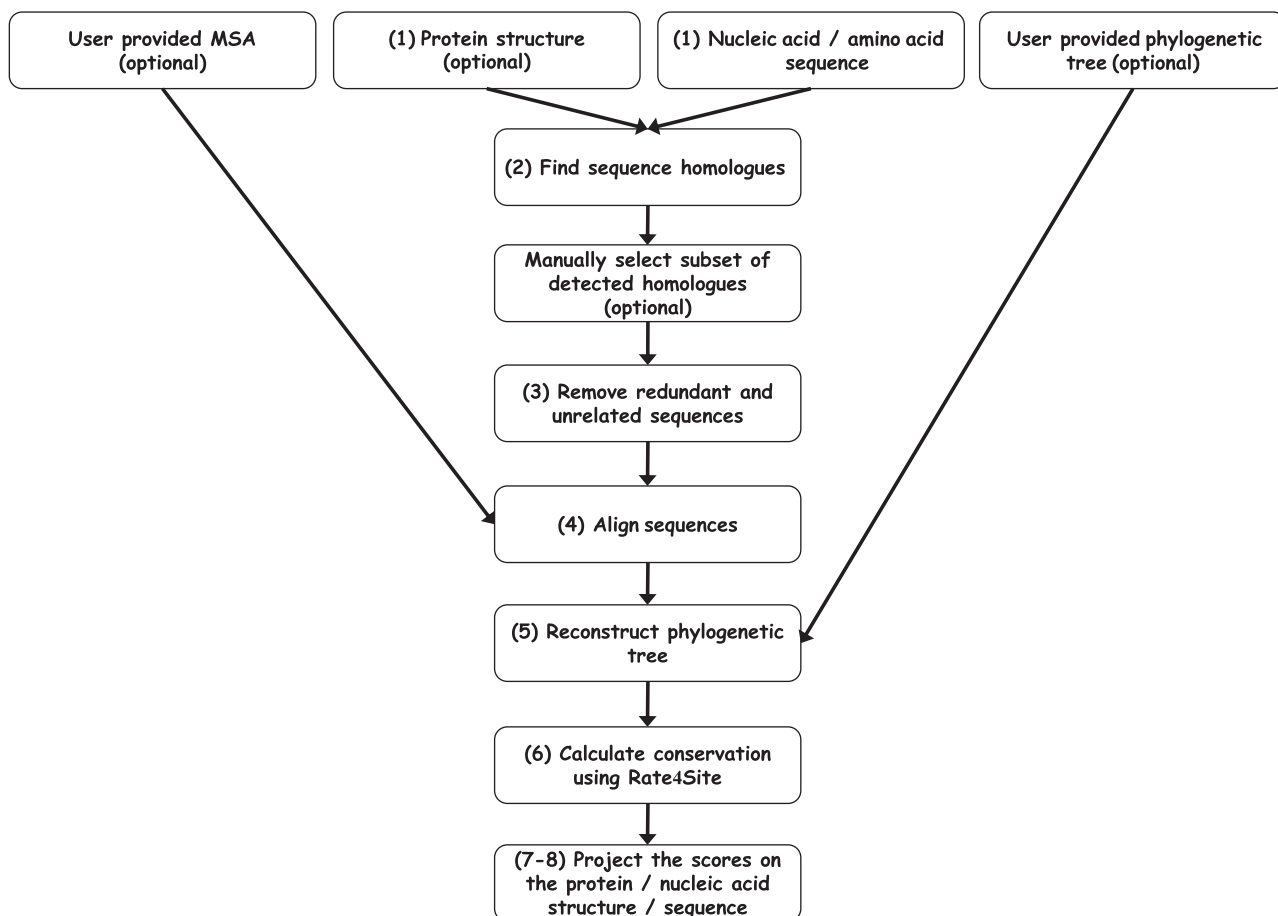 User provided MSA
(optional)
(1) Protein structure
(optional)
(1) Nucleic acid / amino acid
sequence
User provided phylogenetic
tree (optional)
(2) Find sequence homologues
Manually select subset of
detected homologues
(optional)
(3) Remove redundant and
unrelated sequences
(4) Align sequences
(5) Reconstruct phylogenetic
tree
(6) Calculate conservation
using Rate4Site
(7-8) Project the scores on
the protein / nucleic acid
structure / sequence